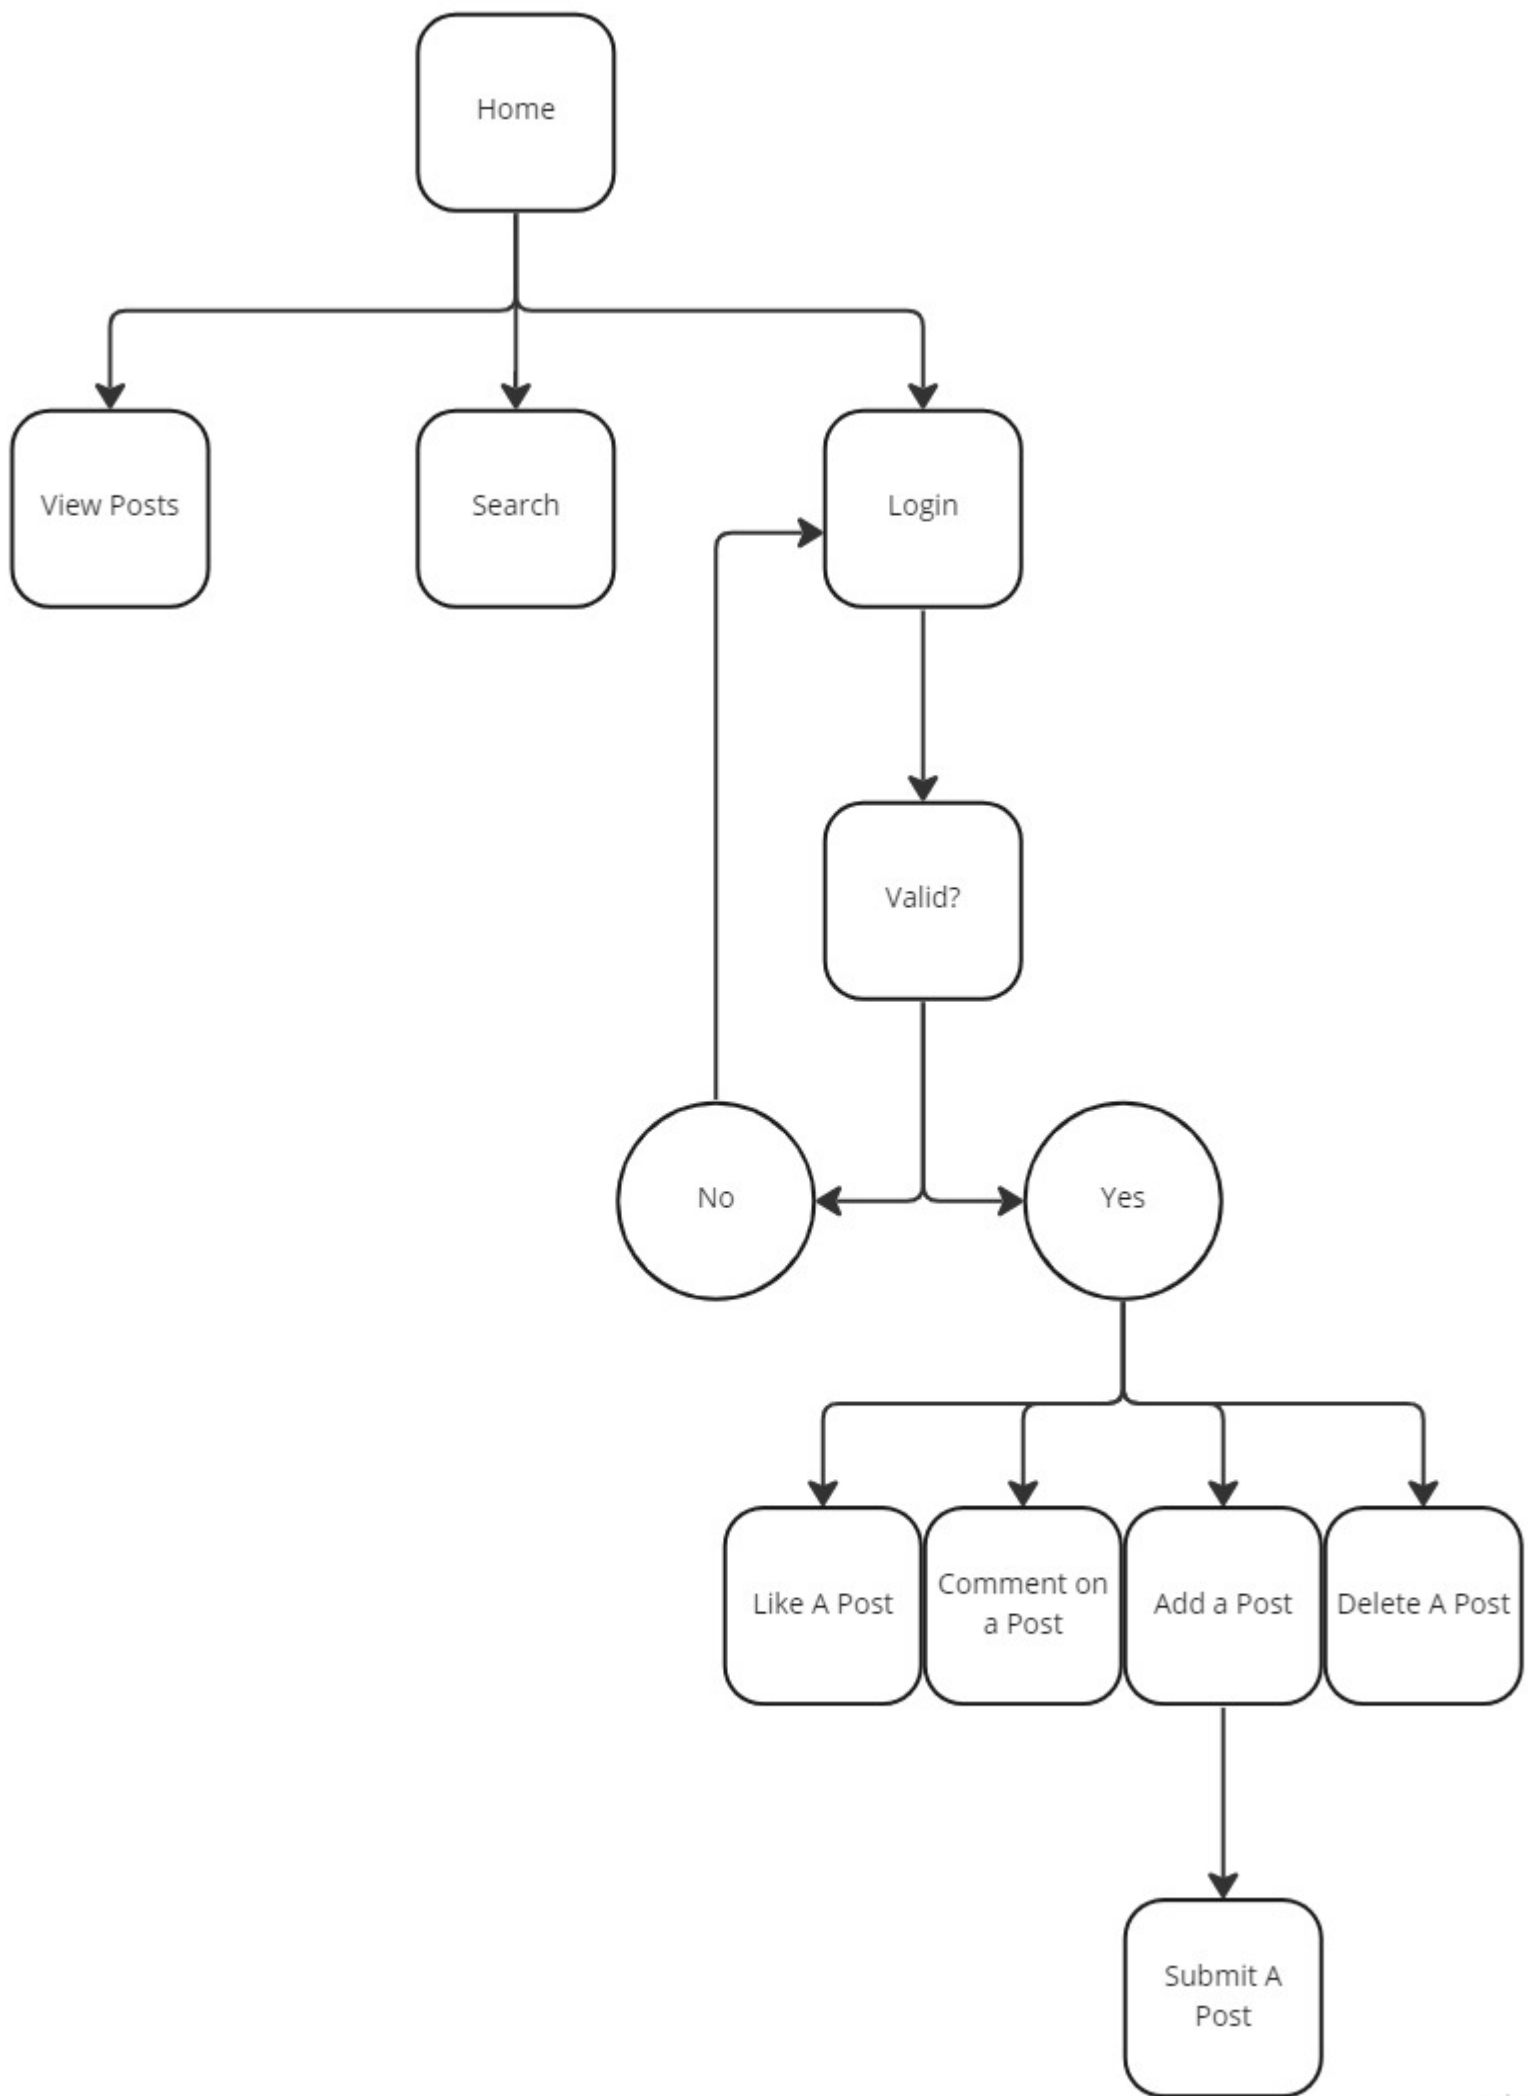 Home
View Posts
Search
Login
Valid?
No
Yes
Like A Post
Comment on
a Post
Add a Post
Delete A Post
Submit A
Post